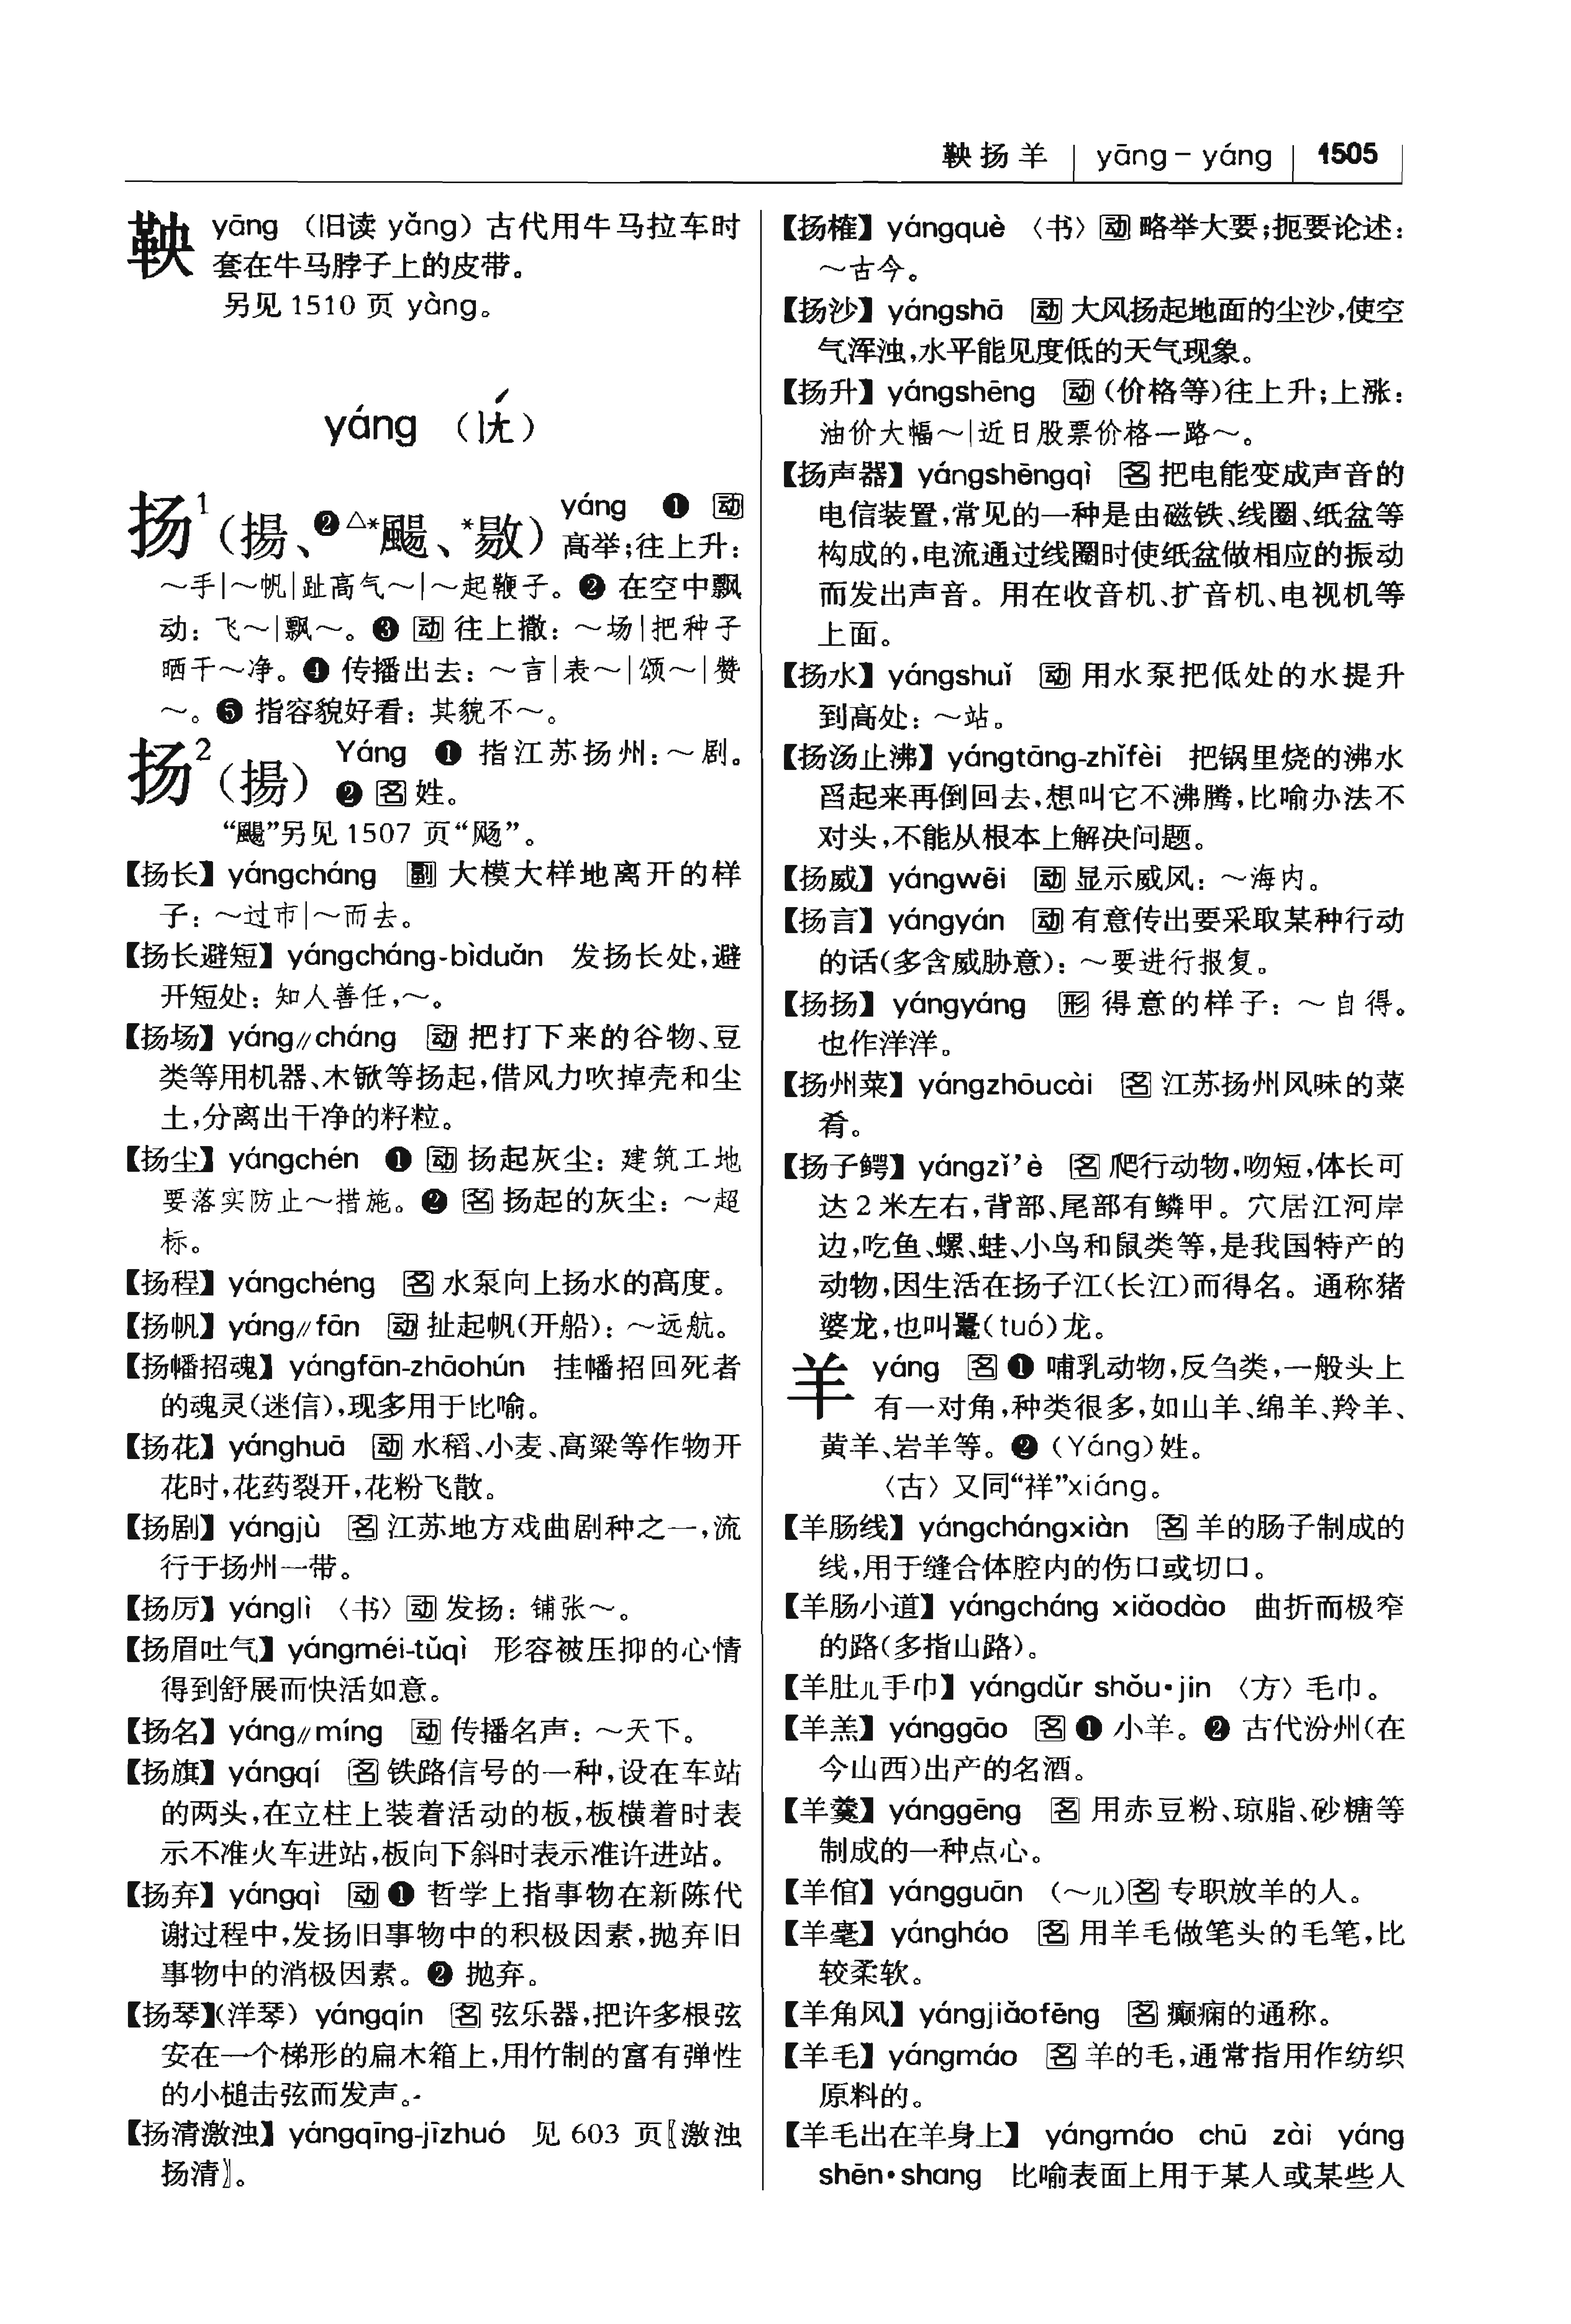 鞅扬羊 yāng－yáng 1505
鞅 yāng （旧读 yǎng）古代用牛马拉车时
套在牛马脖子上的皮带。
另见 1510 页 yàng。
yáng （ㄧㄤˊ）
扬1（揚、❷△*颺、*敭） yáng ❶ 动
高举；往上升：
～手|～帆|趾高气～|～起鞭子。❷ 在空中飘
动：飞～|飘～。❸ 动 往上撒：～场|把种子
晒干～净。❹ 传播出去：～言|表～|颂～|赞
～。❺ 指容貌好看：其貌不～。
扬2（揚） Yáng ❶ 指江苏扬州：～剧。
❷ 名 姓。
“颺”另见 1507 页“飏”。
【扬长】yángcháng 副 大模大样地离开的样
子：～过市|～而去。
【扬长避短】yángcháng-bìduǎn 发扬长处，避
开短处：知人善任，～。
【扬场】yáng∥cháng 动 把打下来的谷物、豆
类等用机器、木锨等扬起，借风力吹掉壳和尘
土，分离出干净的籽粒。
【扬尘】yángchén ❶ 动 扬起灰尘：建筑工地
要落实防止～措施。❷ 名 扬起的灰尘：～超
标。
【扬程】yángchéng 名 水泵向上扬水的高度。
【扬帆】yáng∥fān 动 扯起帆（开船）：～远航。
【扬幡招魂】yángfān-zhāohún 挂幡招回死者
的魂灵（迷信），现多用于比喻。
【扬花】yánghuā 动 水稻、小麦、高粱等作物开
花时，花药裂开，花粉飞散。
【扬剧】yángjù 名 江苏地方戏曲剧种之一，流
行于扬州一带。
【扬厉】yánglì 〈书〉动 发扬：铺张～。
【扬眉吐气】yángméi-tǔqì 形容被压抑的心情
得到舒展而快活如意。
【扬名】yáng∥míng 动 传播名声：～天下。
【扬旗】yángqí 名 铁路信号的一种，设在车站
的两头，在立柱上装着活动的板，板横着时表
示不准火车进站，板向下斜时表示准许进站。
【扬弃】yángqì 动 ❶ 哲学上指事物在新陈代
谢过程中，发扬旧事物中的积极因素，抛弃旧
事物中的消极因素。❷ 抛弃。
【扬琴】（洋琴）yángqín 名 弦乐器，把许多根弦
安在一个梯形的扁木箱上，用竹制的富有弹性
的小槌击弦而发声。
【扬清激浊】yángqīng-jīzhuó 见 603 页〖激浊
扬清〗。
【扬榷】yángquè 〈书〉动 略举大要；扼要论述：
～古今。
【扬沙】yángshā 动 大风扬起地面的尘沙，使空
气浑浊，水平能见度低的天气现象。
【扬升】yángshēng 动（价格等）往上升；上涨：
油价大幅～|近日股票价格一路～。
【扬声器】yángshēngqì 名 把电能变成声音的
电信装置，常见的一种是由磁铁、线圈、纸盆等
构成的，电流通过线圈时使纸盆做相应的振动
而发出声音。用在收音机、扩音机、电视机等
上面。
【扬水】yángshuǐ 动 用水泵把低处的水提升
到高处：～站。
【扬汤止沸】yángtāng-zhǐfèi 把锅里烧的沸水
舀起来再倒回去，想叫它不沸腾，比喻办法不
对头，不能从根本上解决问题。
【扬威】yángwēi 动 显示威风：～海内。
【扬言】yángyán 动 有意传出要采取某种行动
的话（多含威胁意）：～要进行报复。
【扬扬】yángyáng 形 得意的样子：～自得。
也作洋洋。
【扬州菜】yángzhōucài 名 江苏扬州风味的菜
肴。
【扬子鳄】yángzǐ’è 名 爬行动物，吻短，体长可
达 2 米左右，背部、尾部有鳞甲。穴居江河岸
边，吃鱼、螺、蛙、小鸟和鼠类等，是我国特产的
动物，因生活在扬子江（长江）而得名。通称猪
婆龙，也叫鼍（tuó）龙。
羊 yáng 名 ❶ 哺乳动物，反刍类，一般头上
有一对角，种类很多，如山羊、绵羊、羚羊、
黄羊、岩羊等。❷（Yáng）姓。
〈古〉又同“祥”xiáng。
【羊肠线】yángchángxiàn 名 羊的肠子制成的
线，用于缝合体腔内的伤口或切口。
【羊肠小道】yángcháng xiǎodào 曲折而极窄
的路（多指山路）。
【羊肚儿手巾】yángdǔr shǒu·jin 〈方〉毛巾。
【羊羔】yánggāo 名 ❶ 小羊。❷ 古代汾州（在
今山西）出产的名酒。
【羊羹】yánggēng 名 用赤豆粉、琼脂、砂糖等
制成的一种点心。
【羊倌】yángguān （～儿）名 专职放羊的人。
【羊毫】yángháo 名 用羊毛做笔头的毛笔，比
较柔软。
【羊角风】yángjiǎofēng 名 癫痫的通称。
【羊毛】yángmáo 名 羊的毛，通常指用作纺织
原料的。
【羊毛出在羊身上】 yángmáo chū zài yáng
shēn·shang 比喻表面上用于某人或某些人